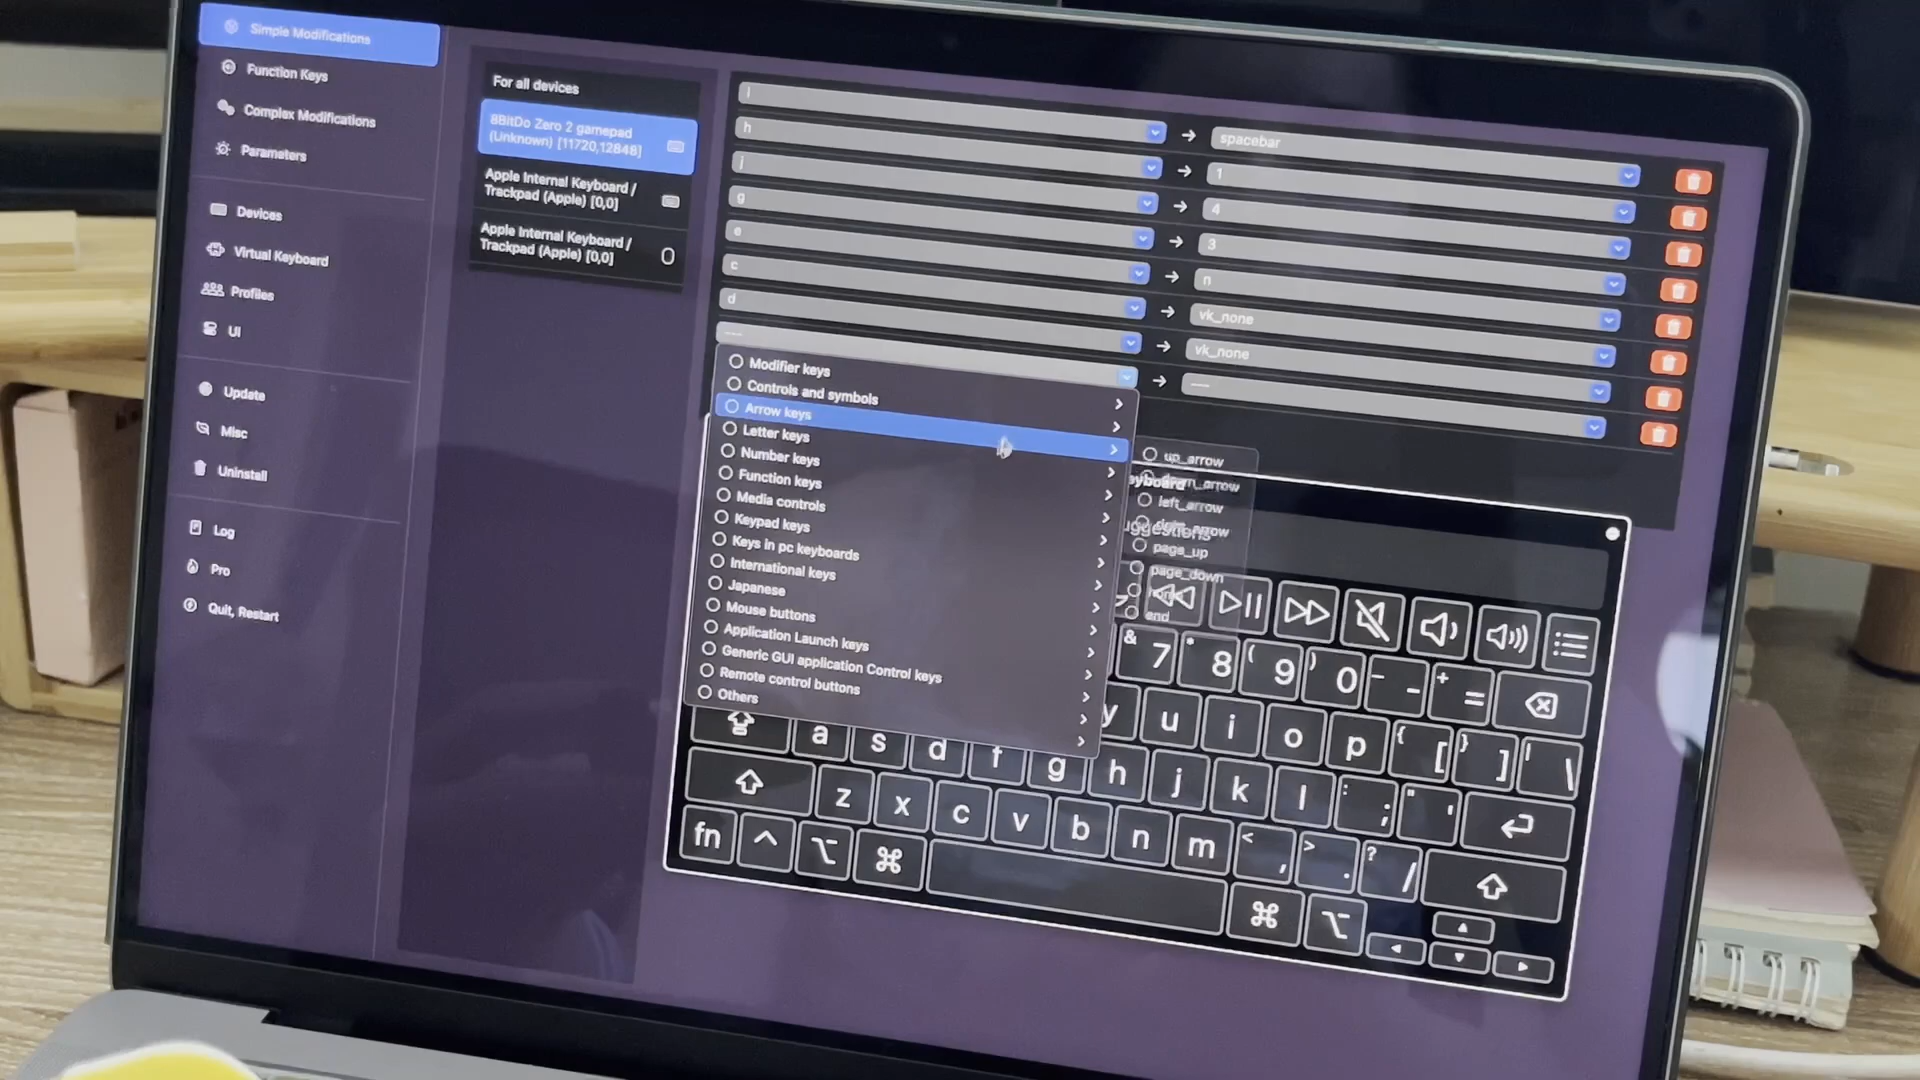 Simple Modifications
Function Keys
Complex Modifications
Parameters
Devices
Virtual Keyboard
Profiles
UI
Update
Misc
Uninstall
Log
Pro
Quit, Restart
For all devices
8BitDo Zero 2 gamepad
(Unknown) [11720,12848]
Apple Internal Keyboard /
Trackpad (Apple) [0,0]
Apple Internal Keyboard /
Trackpad (Apple) [0,0]
i → spacebar
h → 1
j → 4
g → 3
e → n
c → vk_none
d → vk_none
--- → ---
Modifier keys
Controls and symbols
Arrow keys
Letter keys
Number keys
Function keys
Media controls
Keypad keys
Keys in pc keyboards
International keys
Japanese
Mouse buttons
Application Launch keys
Generic GUI application Control keys
Remote control buttons
Others
up_arrow
down_arrow
left_arrow
right_arrow
page_up
page_down
home
end
& 7 * 8 ( 9 ) 0 _ - + =
y u i o p { [ } ] | \
a s d f g h j k l : ; " '
z x c v b n m < , > . ? /
fn ^ ⌥ ⌘ ⌘ ⌥